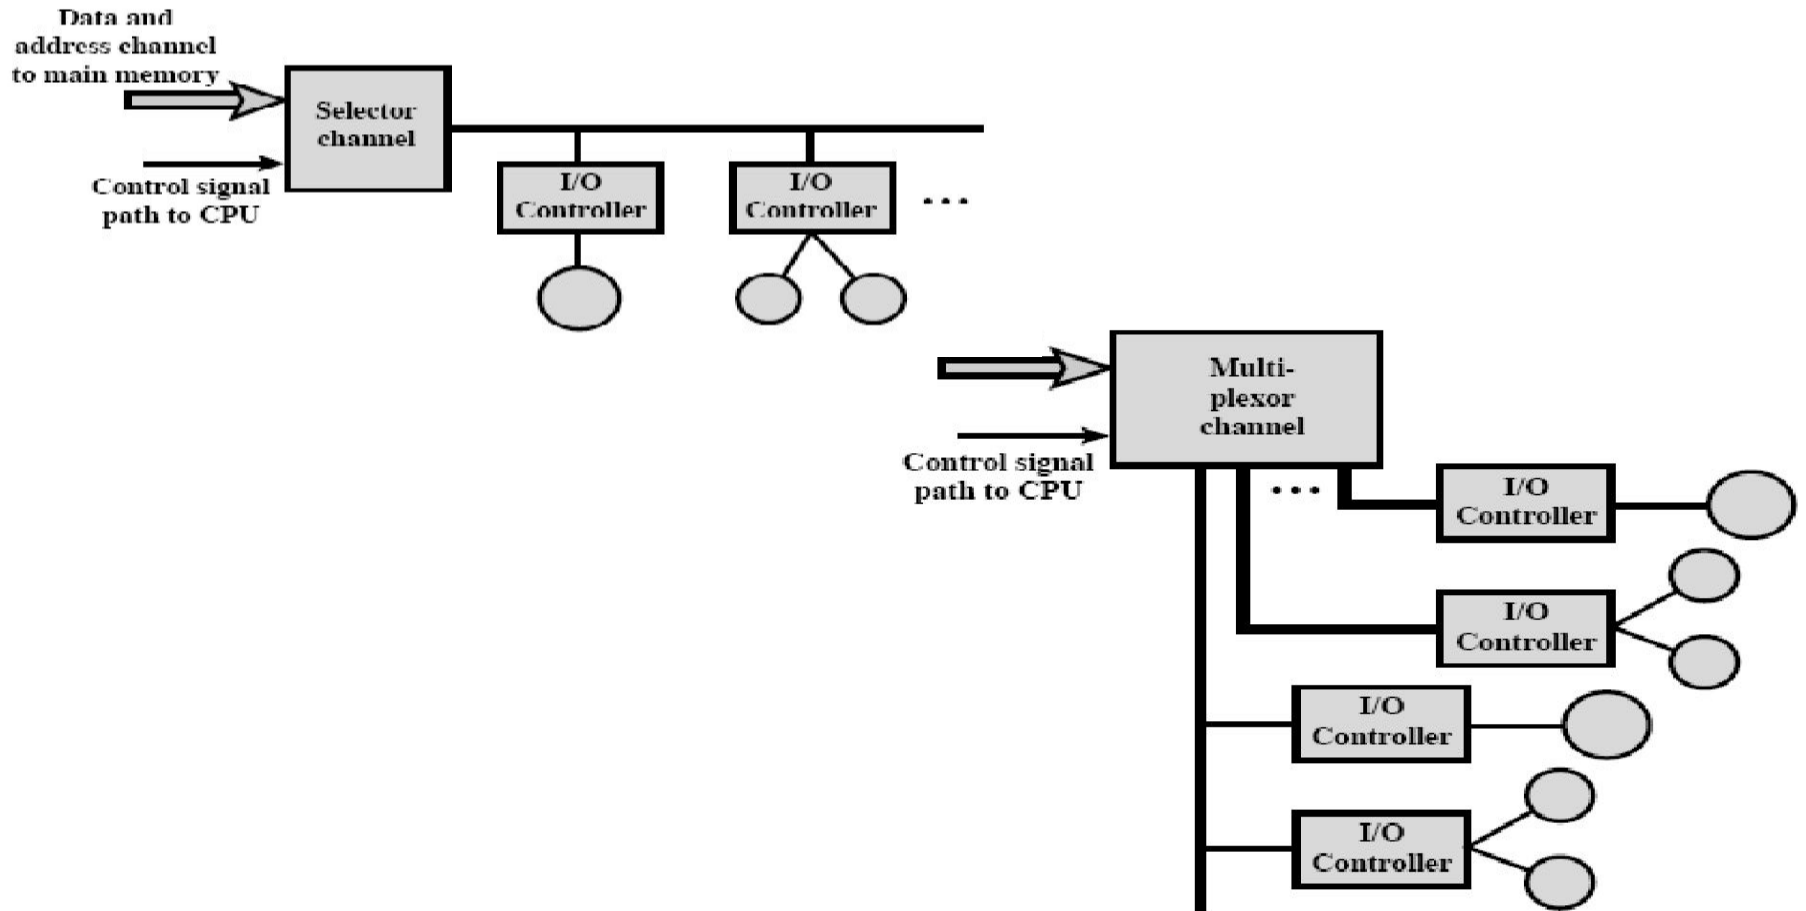 Data and
address channel
to main memory
Selector
channel
Control signal
path to CPU
I/O
Controller
I/O
Controller
...
Multi-
plexor
channel
Control signal
path to CPU
...
I/O
Controller
I/O
Controller
I/O
Controller
I/O
Controller